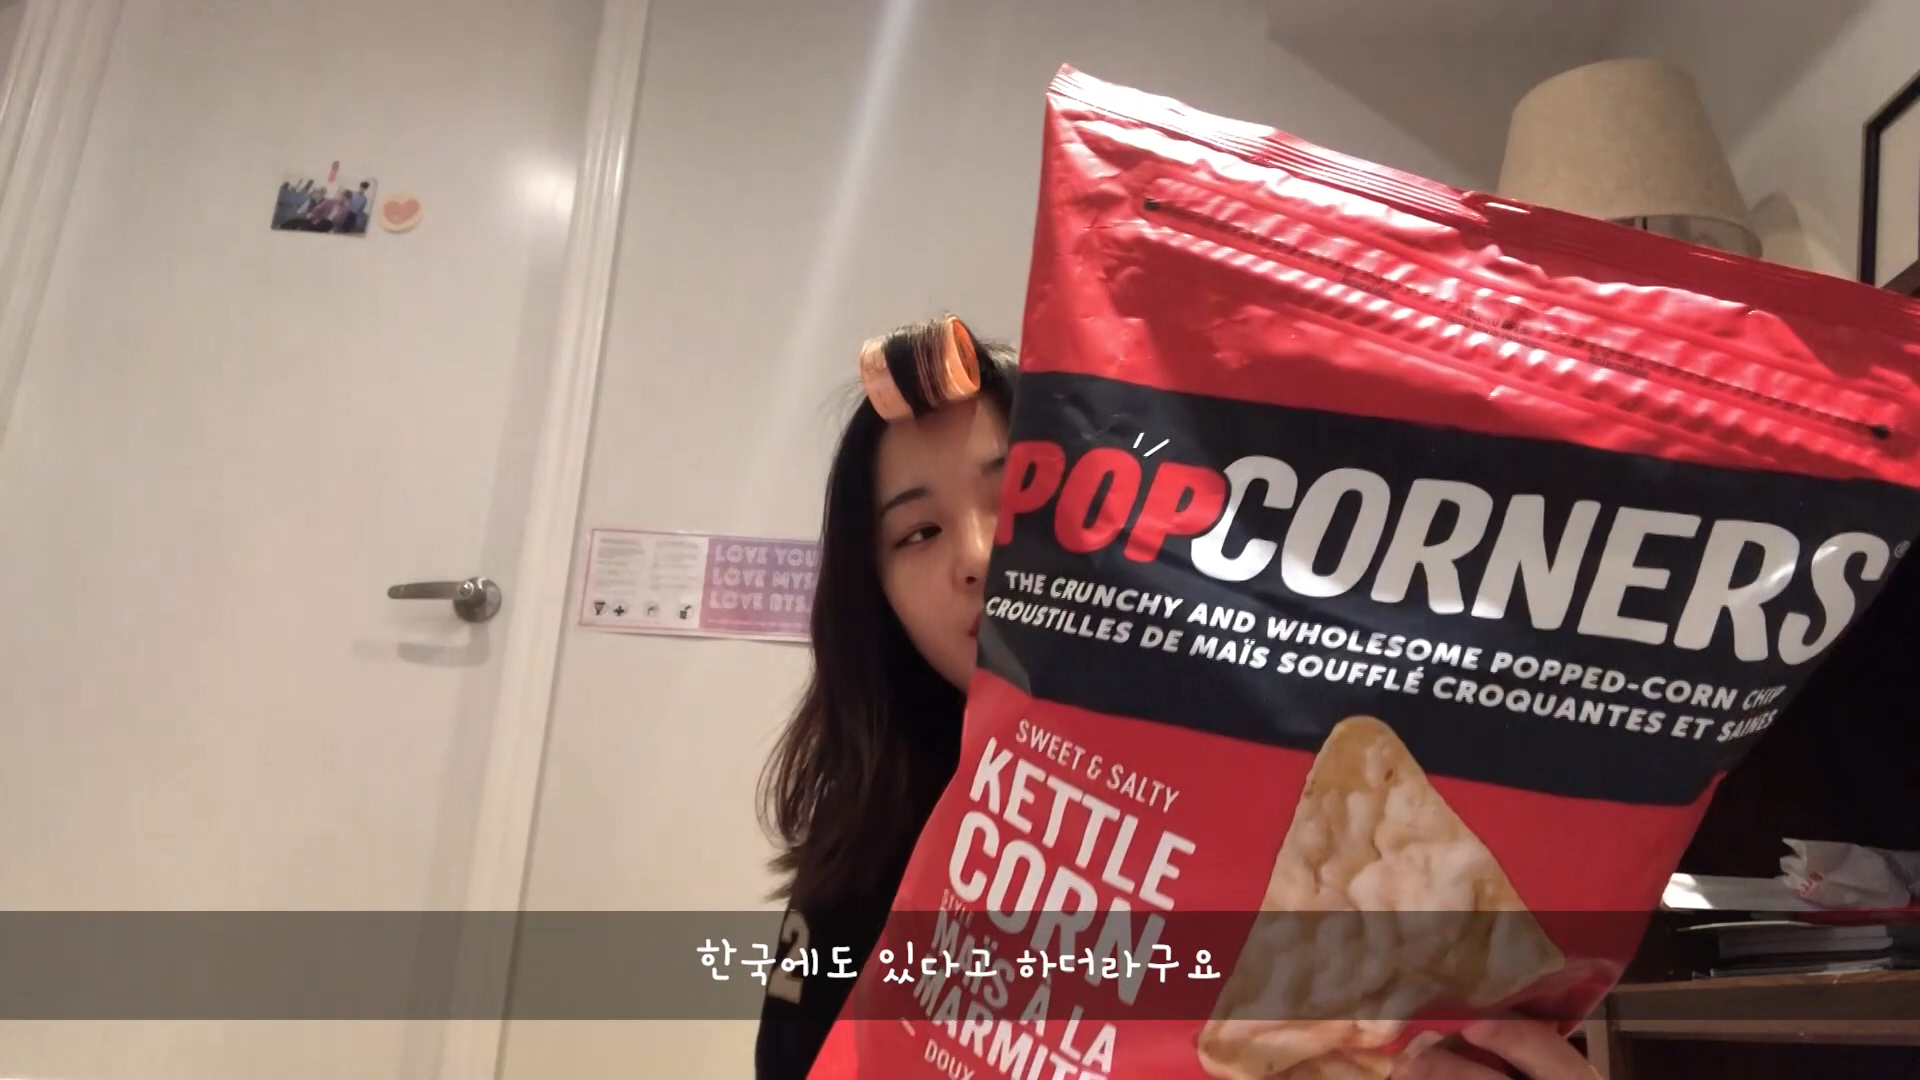 LOVE YOU
LOVE MYS
LOVE BTS.
POPCORNERS
THE CRUNCHY AND WHOLESOME POPPED-CORN CHIP
CROUSTILLES DE MAÏS SOUFFLÉ CROQUANTES ET SAINES
SWEET & SALTY
KETTLE
CORN
STYLE
MAÏS À LA
MARMITE
DOUX
2
한국에도 있다고 하더라구요